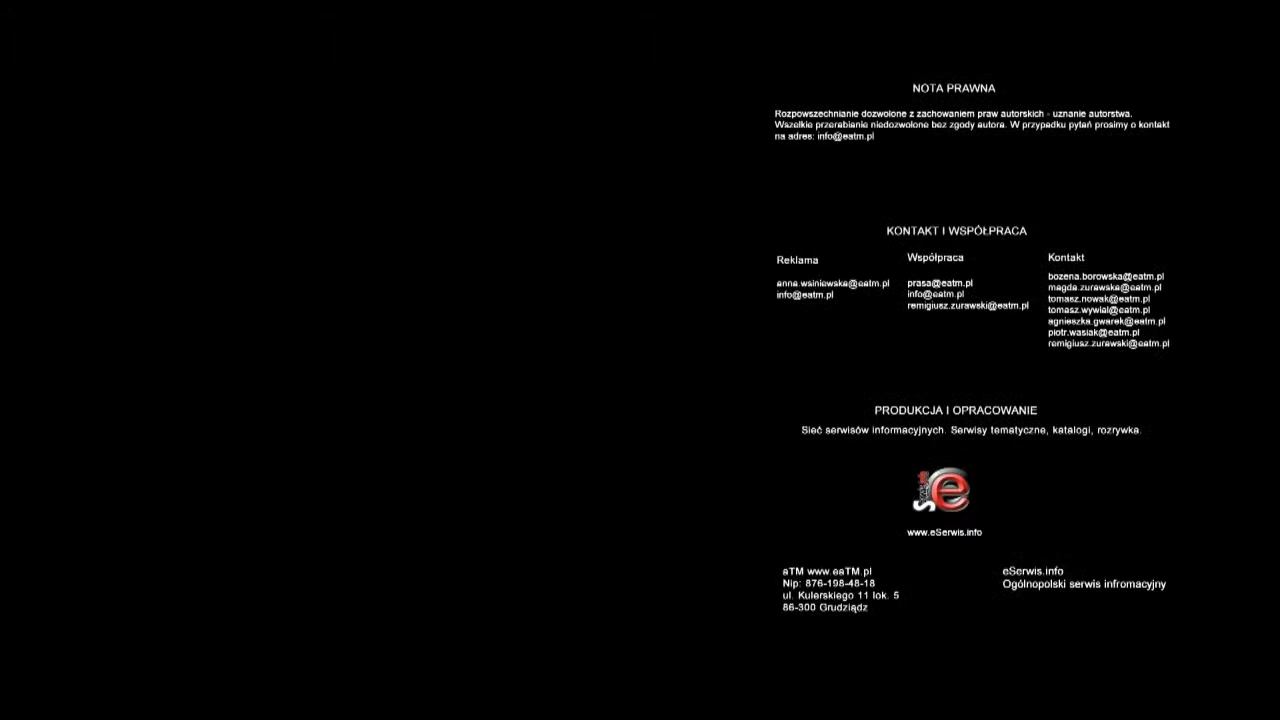 NOTA PRAWNA
Rozpowszechnianie dozwolone z zachowaniem praw autorskich - uznanie autorstwa.
Wszelkie przerabianie niedozwolone bez zgody autora. W przypadku pytań prosimy o kontakt
na adres: info@eatm.pl
KONTAKT I WSPÓŁPRACA
Reklama
anna.wsiniewska@eatm.pl
info@eatm.pl
Współpraca
prasa@eatm.pl
info@eatm.pl
remigiusz.zurawski@eatm.pl
Kontakt
bozena.borowska@eatm.pl
magda.zurawska@eatm.pl
tomasz.nowak@eatm.pl
tomasz.wywial@eatm.pl
agnieszka.gwarek@eatm.pl
piotr.wasiak@eatm.pl
remigiusz.zurawski@eatm.pl
PRODUKCJA I OPRACOWANIE
Sieć serwisów informacyjnych. Serwisy tematyczne, katalogi, rozrywka.
e
www.eSerwis.info
aTM www.eaTM.pl
Nip: 876-198-48-18
ul. Kulerskiego 11 lok. 5
86-300 Grudziądz
eSerwis.info
Ogólnopolski serwis infromacyjny